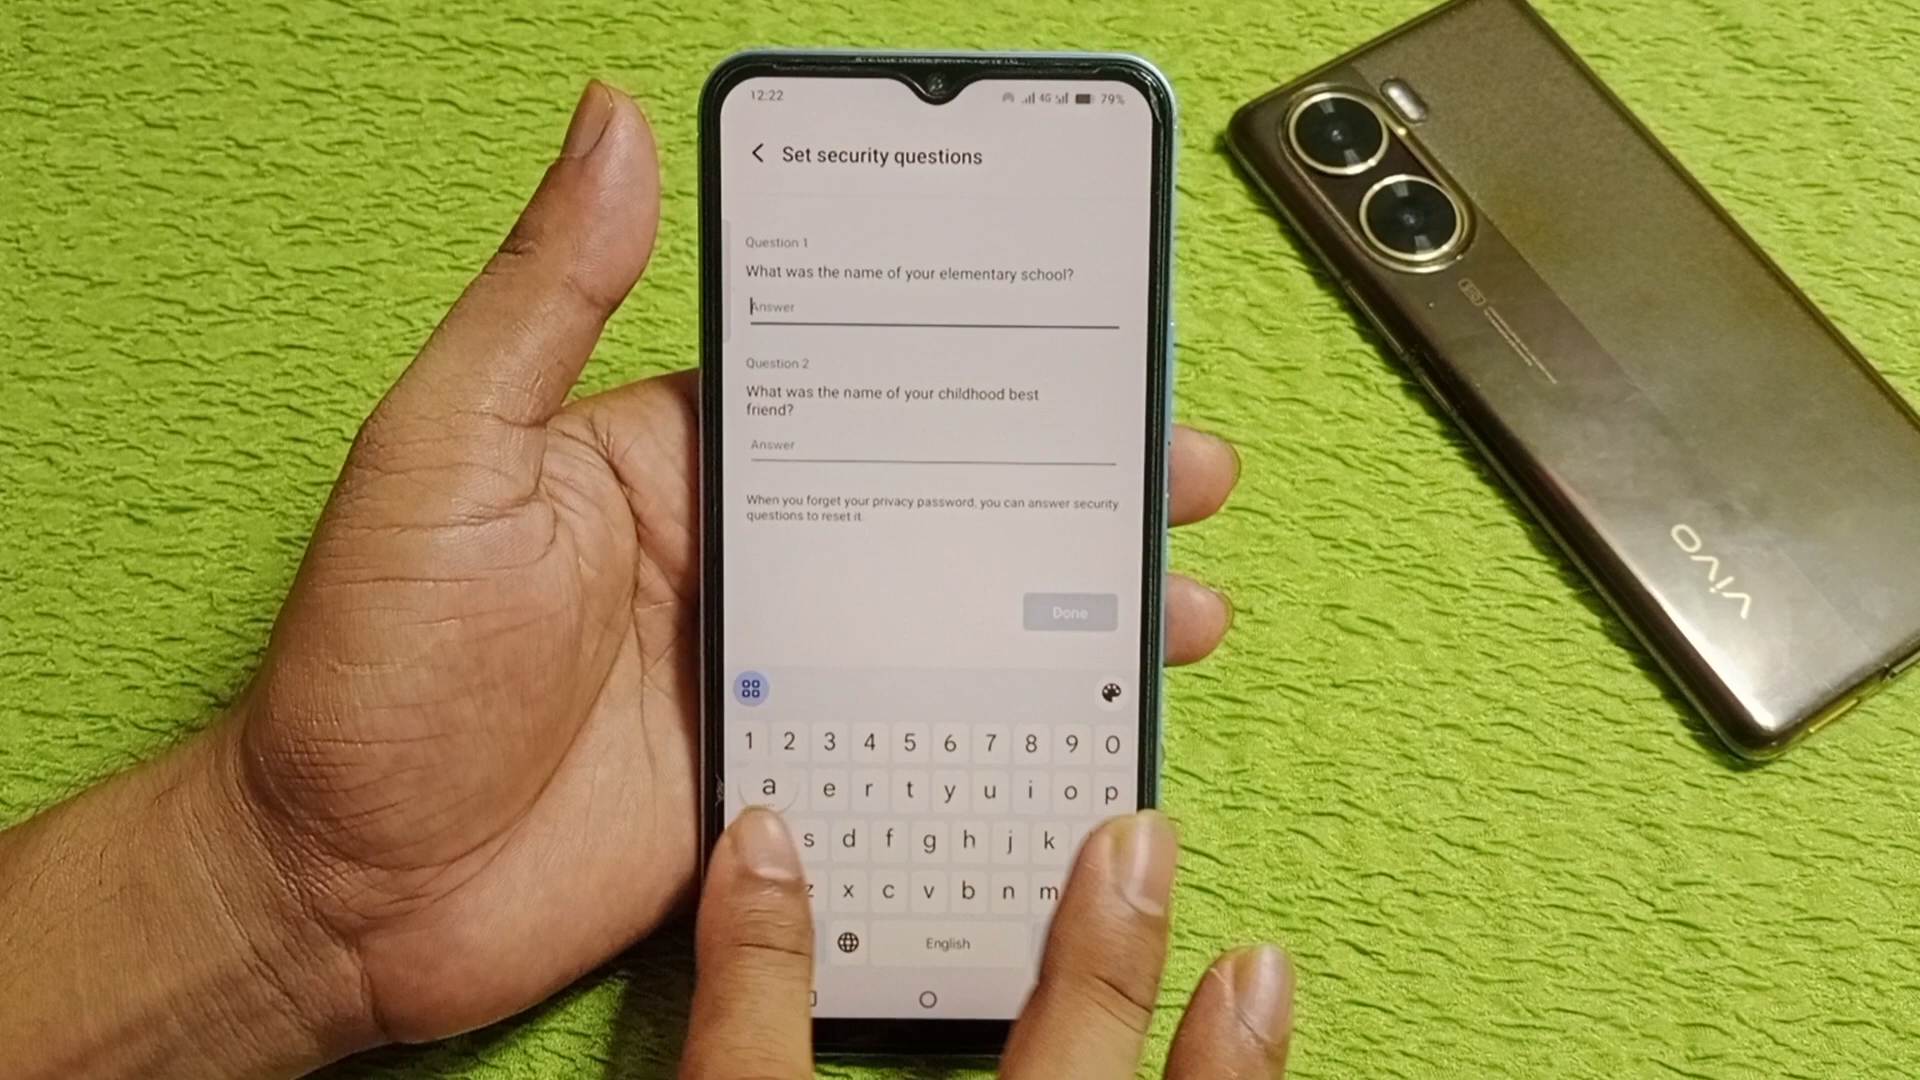 12:22
4G
79%
Set security questions
Question 1
What was the name of your elementary school?
Answer
Question 2
What was the name of your childhood best
friend?
Answer
When you forget your privacy password, you can answer security
questions to reset it.
Done
1 2 3 4 5 6 7 8 9 0
a e r t y u i o p
s d f g h j k
z x c v b n m
English
vivo